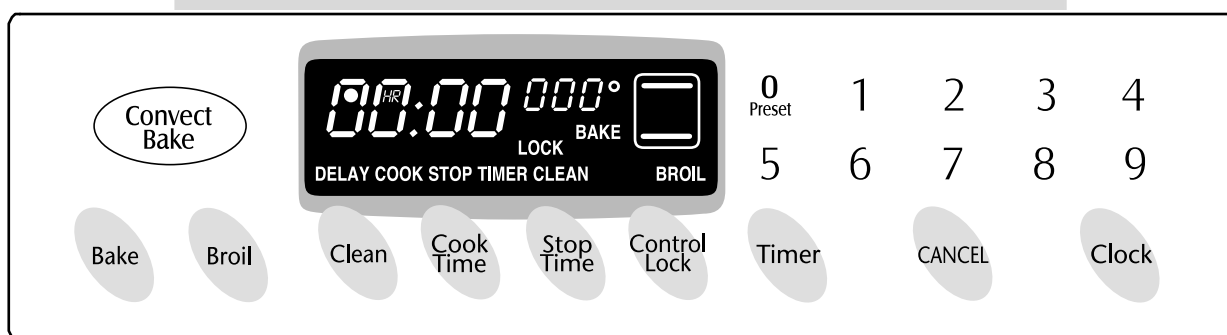 Convect
Bake
00:00
HR
000°
BAKE
LOCK
DELAY COOK STOP TIMER CLEAN
BROIL
0
Preset
1 2 3 4
5 6 7 8 9
Bake
Broil
Clean
Cook
Time
Stop
Time
Control
Lock
Timer
CANCEL
Clock